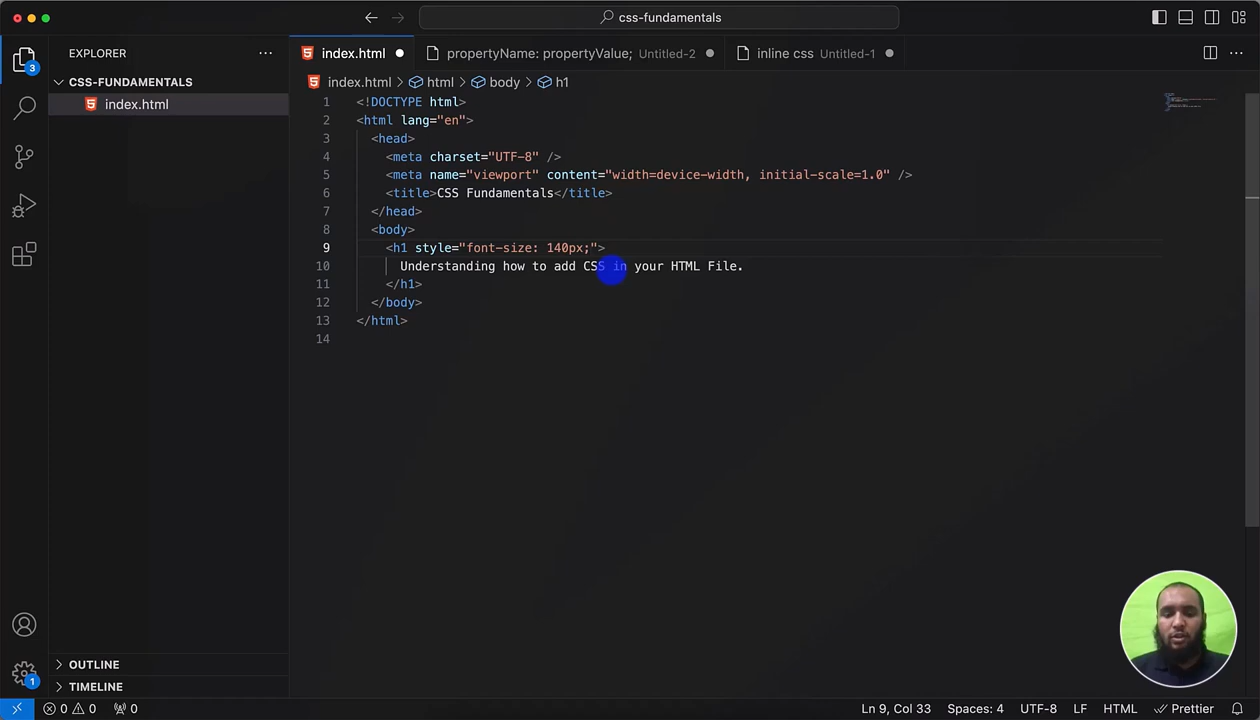 css-fundamentals
EXPLORER
index.html
propertyName: propertyValue; Untitled-2
inline css Untitled-1
3
CSS-FUNDAMENTALS
index.html
index.html > html > body > h1
1 <!DOCTYPE html>
2 <html lang="en">
3 <head>
4 <meta charset="UTF-8" />
5 <meta name="viewport" content="width=device-width, initial-scale=1.0" />
6 <title>CSS Fundamentals</title>
7 </head>
8 <body>
9 <h1 style="font-size: 140px;">
10 Understanding how to add CSS in your HTML File.
11 </h1>
12 </body>
13 </html>
14
OUTLINE
1
TIMELINE
0 0 0
Ln 9, Col 33 Spaces: 4 UTF-8 LF HTML Prettier